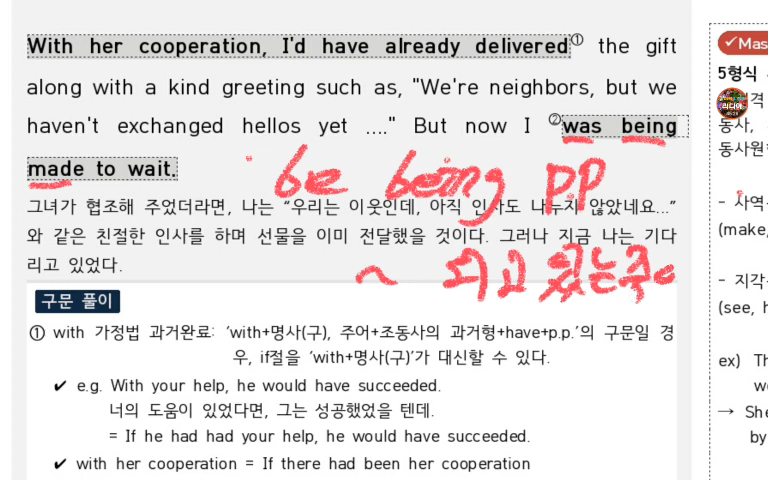 With her cooperation, I'd have already delivered① the gift
along with a kind greeting such as, "We're neighbors, but we
haven't exchanged hellos yet ...." But now I ②was being
made to wait.
be being pp
그녀가 협조해 주었더라면, 나는 “우리는 이웃인데, 아직 인사도 나누지 않았네요...”
와 같은 친절한 인사를 하며 선물을 이미 전달했을 것이다. 그러나 지금 나는 기다
리고 있었다.
~ 되고 있는중。
구문 풀이
① with 가정법 과거완료: ‘with+명사(구), 주어+조동사의 과거형+have+p.p.’의 구문일 경
우, if절을 ‘with+명사(구)’가 대신할 수 있다.
✔ e.g. With your help, he would have succeeded.
너의 도움이 있었다면, 그는 성공했었을 텐데.
= If he had had your help, he would have succeeded.
✔ with her cooperation = If there had been her cooperation
✓Mas
5형식
격
동사,
동사원
- 사역
(make,
- 지각
(see, h
ex) Th
w
→ She
by